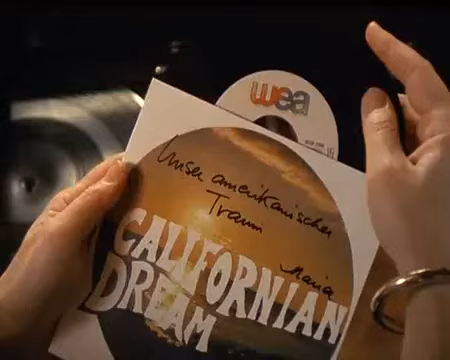 wea
Unser amerikanischer
Traum
Maria
CALIFORNIAN
DREAM